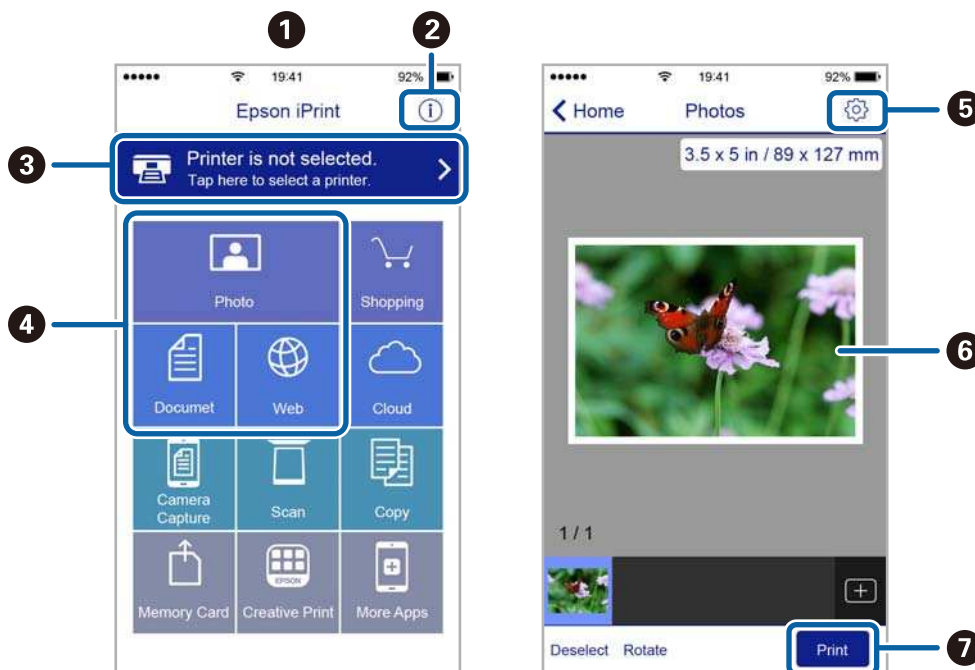 1
2
19:41
92%
Epson iPrint
i
3
Printer is not selected.
Tap here to select a printer.
4
Photo
Shopping
Documet
Web
Cloud
Camera
Capture
Scan
Copy
Memory Card
EPSON
Creative Print
More Apps
19:41
92%
Home
Photos
5
3.5 x 5 in / 89 x 127 mm
6
1 / 1
Deselect Rotate
Print
7